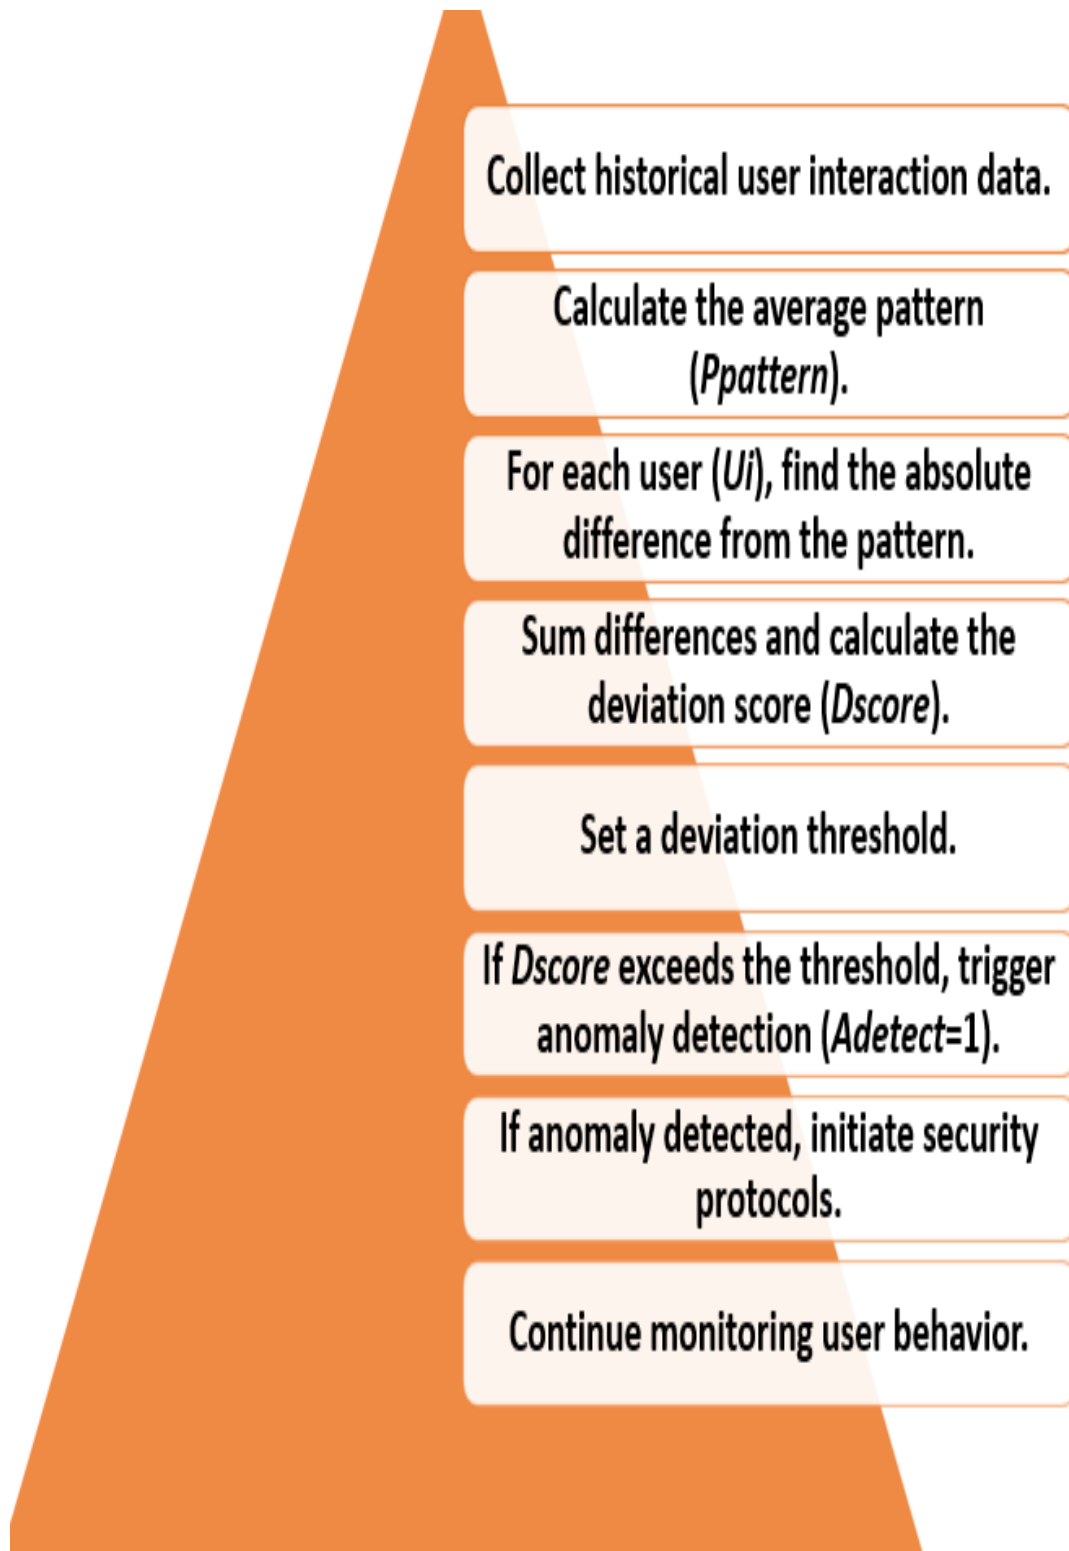 Collect historical user interaction data.
Calculate the average pattern
(Ppattern).
For each user (Ui), find the absolute
difference from the pattern.
Sum differences and calculate the
deviation score (Dscore).
Set a deviation threshold.
If Dscore exceeds the threshold, trigger
anomaly detection (Adetect=1).
If anomaly detected, initiate security
protocols.
Continue monitoring user behavior.